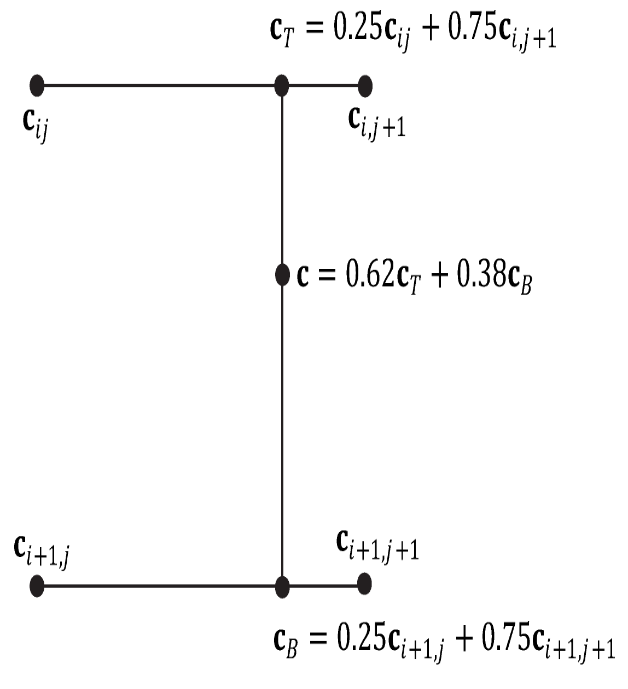 c_T = 0.25c_ij + 0.75c_i,j+1
c_ij
c_i,j+1
c = 0.62c_T + 0.38c_B
c_i+1,j
c_i+1,j+1
c_B = 0.25c_i+1,j + 0.75c_i+1,j+1